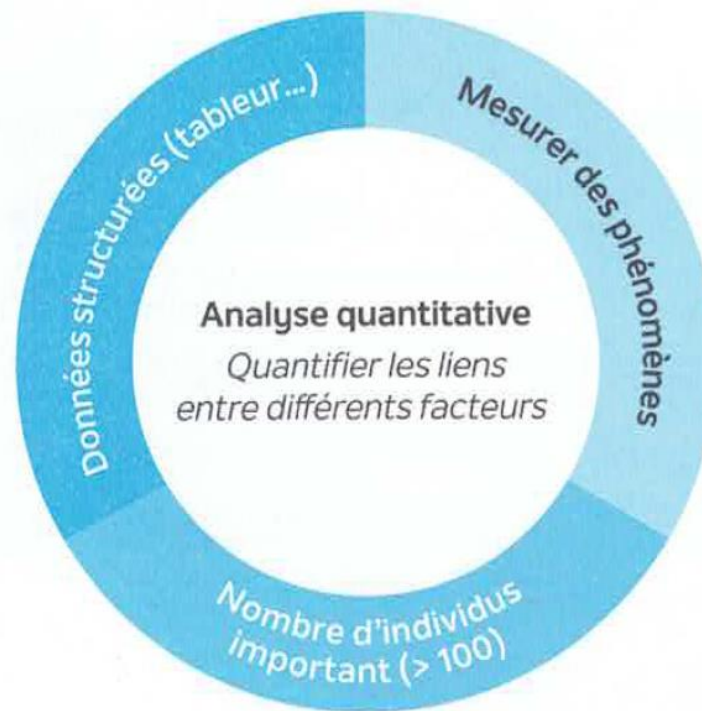 Données structurées (tableur...)
Mesurer des phénomènes
Analyse quantitative
Quantifier les liens
entre différents facteurs
Nombre d'individus
important (> 100)